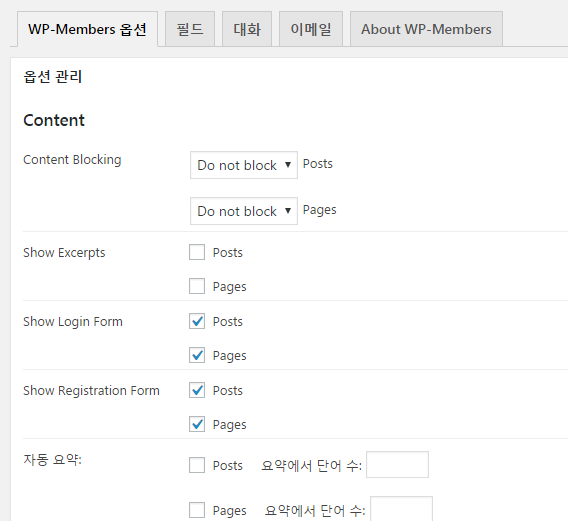 WP-Members 옵션 필드 대화 이메일 About WP-Members
옵션 관리
Content
Content Blocking Do not block Posts
Do not block Pages
Show Excerpts Posts
Pages
Show Login Form Posts
Pages
Show Registration Form Posts
Pages
자동 요약: Posts 요약에서 단어 수:
Pages 요약에서 단어 수: